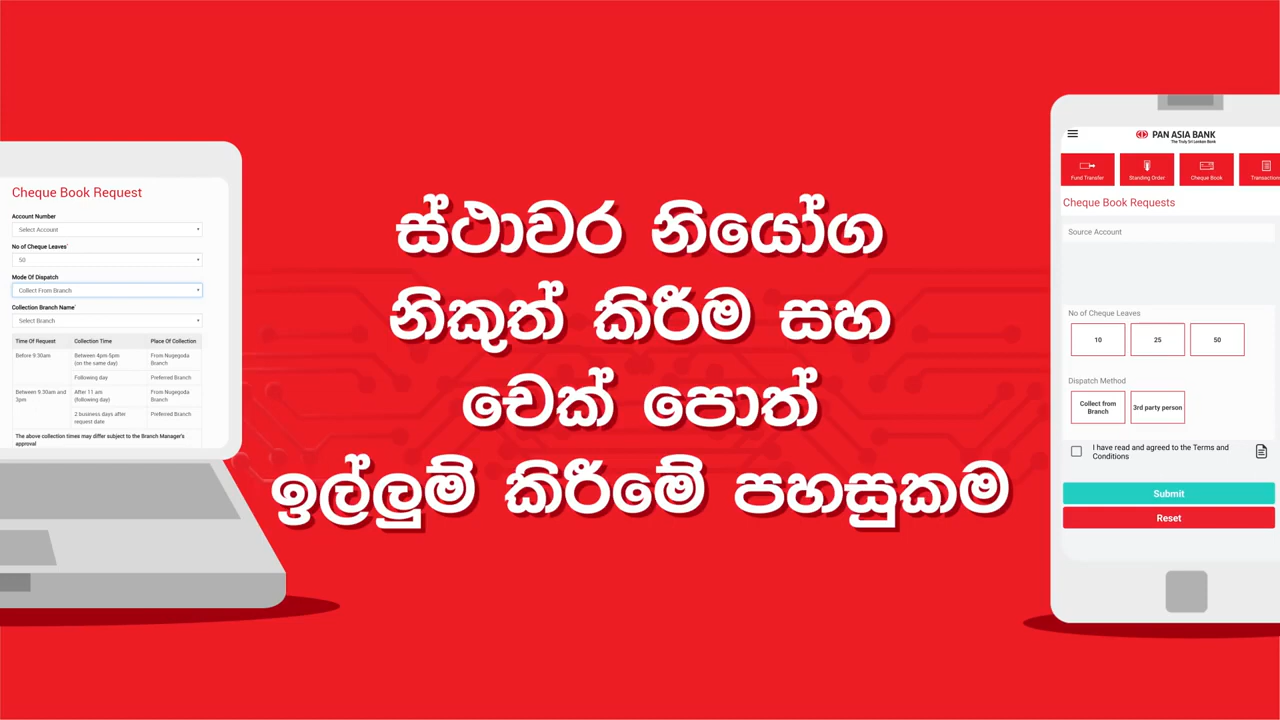 Cheque Book Request
Account Number
Select Account
No of Cheque Leaves*
50
Mode Of Dispatch
Collect From Branch
Collection Branch Name*
Select Branch
Time Of Request Collection Time Place Of Collection
Before 9.30am Between 4pm-5pm (on the same day) From Nugegoda Branch
Following day Preferred Branch
Between 9.30am and 3pm After 11 am (following day) From Nugegoda Branch
2 business days after request date Preferred Branch
The above collection times may differ subject to the Branch Manager's
approval
ස්ථාවර නියෝග
නිකුත් කිරීම සහ
චෙක් පොත්
ඉල්ලුම් කිරීමේ පහසුකම
PAN ASIA BANK
The Truly Sri Lankan Bank
Fund Transfer Standing Order Cheque Book Transaction
Cheque Book Requests
Source Account
No of Cheque Leaves
10 25 50
Dispatch Method
Collect from Branch 3rd party person
I have read and agreed to the Terms and
Conditions
Submit
Reset